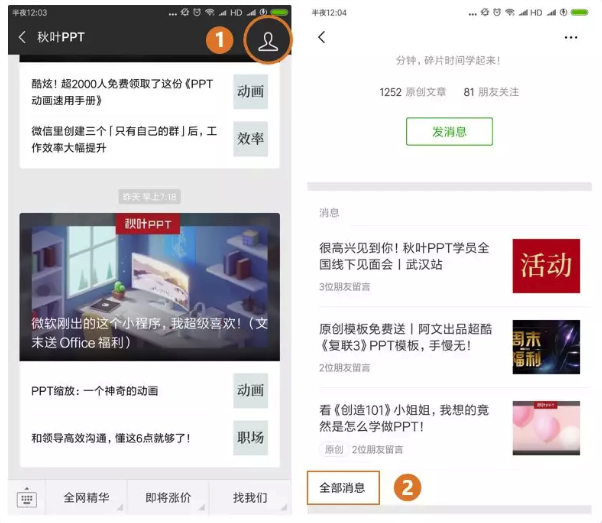 半夜12:03
... HD
秋叶PPT
1
酷炫!超2000人免费领取了这份《PPT
动画速用手册》
动画
微信里创建三个「只有自己的群」后,工
作效率大幅提升
效率
昨天 早上7:18
秋叶PPT
微软刚出的这个小程序,我超级喜欢!(文
末送 Office 福利)
PPT缩放:一个神奇的动画
动画
和领导高效沟通,懂这6点就够了!
职场
全网精华
即将涨价
找我们
半夜12:04
... HD
分钟,碎片时间学起来!
1252 原创文章 81 朋友关注
发消息
消息
很高兴见到你!秋叶PPT学员全
国线下见面会丨武汉站
3位朋友留言
活动
原创模板免费送丨阿文出品超酷
《复联3》PPT模板,手慢无!
2位朋友留言
周末
福利
看《创造101》小姐姐,我想的竟
然是怎么学做PPT!
原创 2位朋友留言
秋叶PPT
全部消息
2